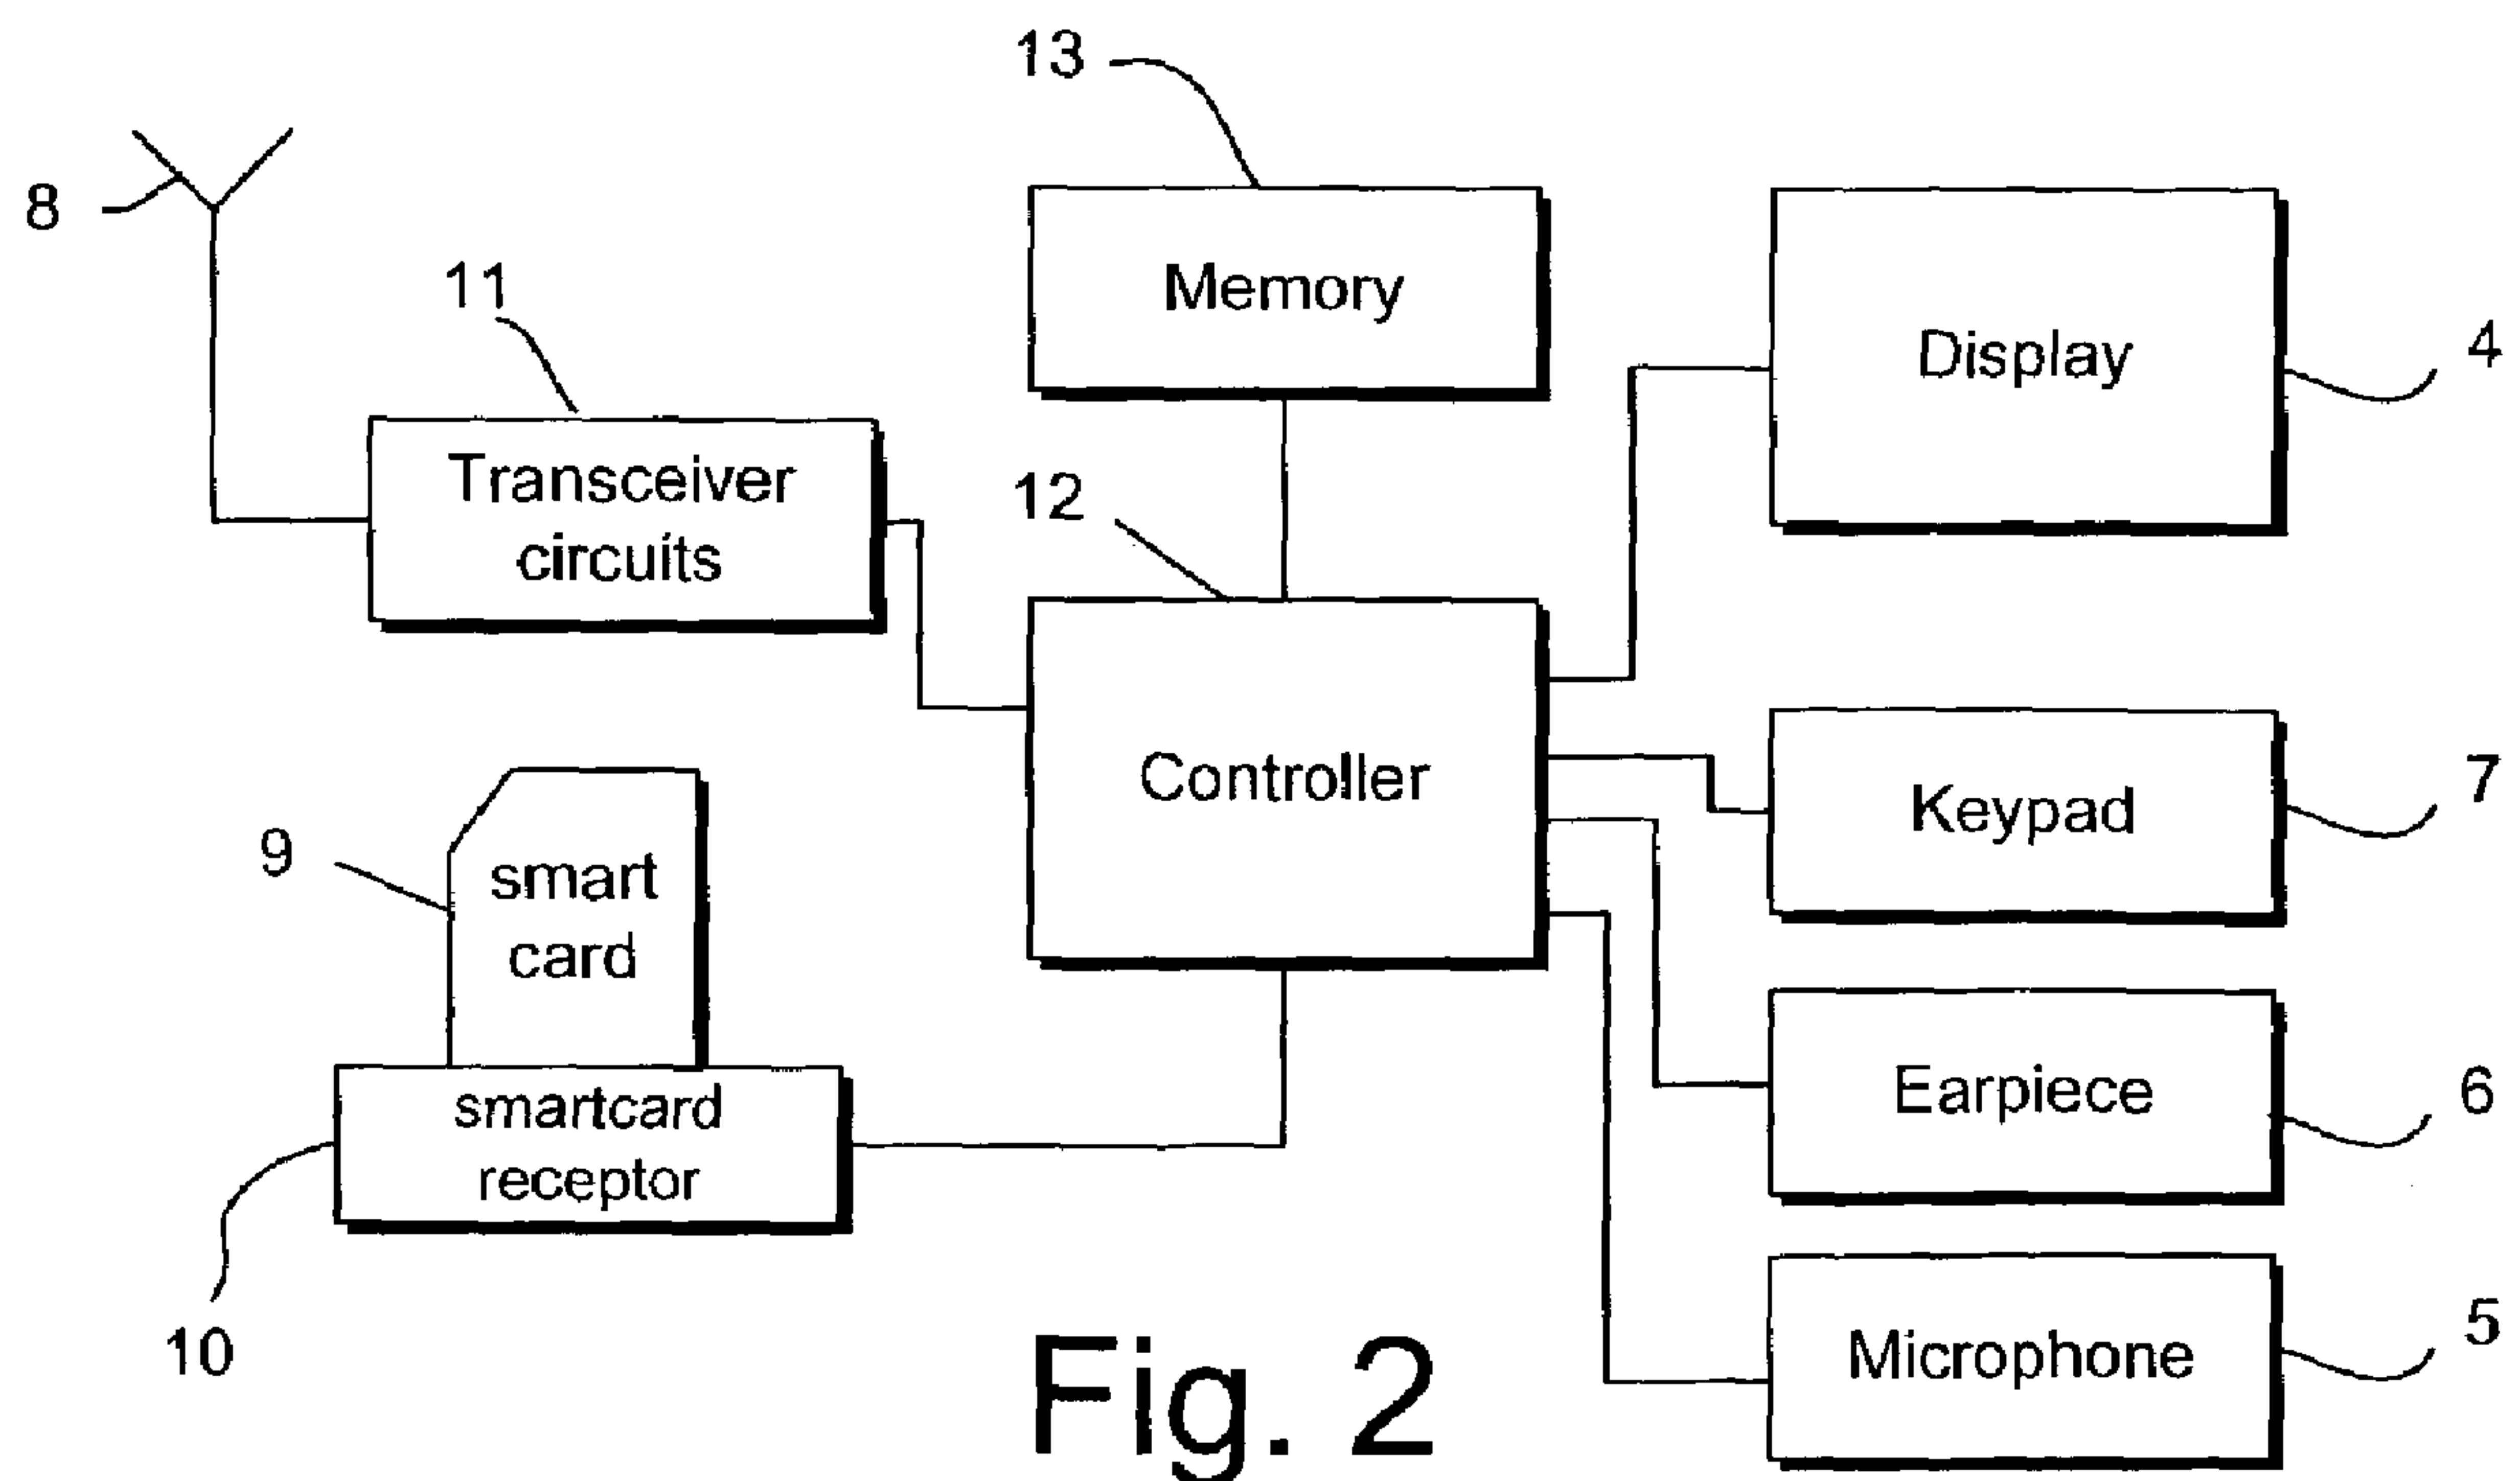 13
8
11
Memory
Display
4
Transceiver
circuits
12
Controller
Keypad
7
9
smart
card
smartcard
receptor
Earpiece
6
10
Microphone
5
Fig. 2